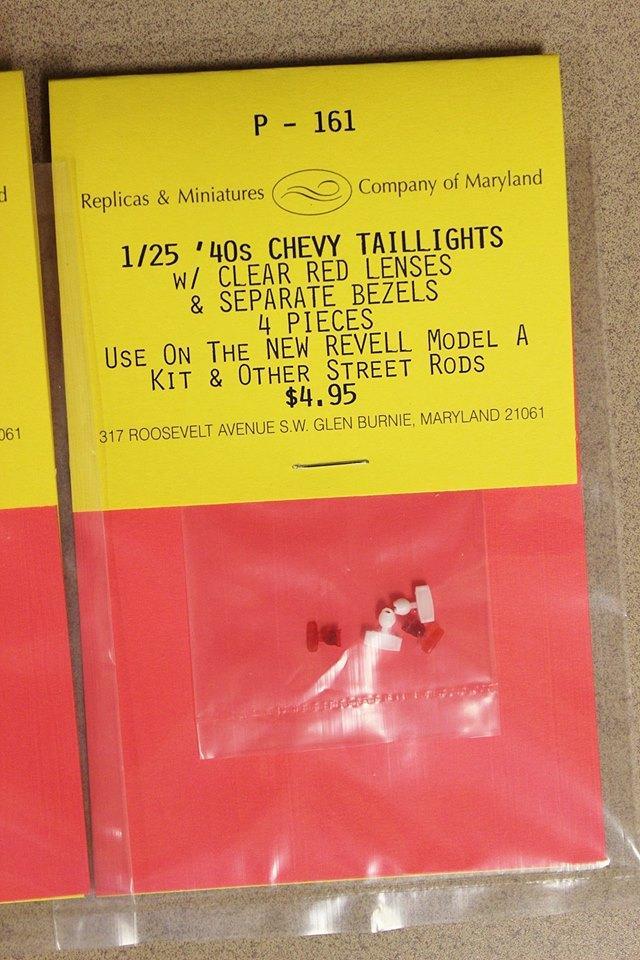 P - 161
Replicas & Miniatures Company of Maryland
1/25 '40s CHEVY TAILLIGHTS
W/ CLEAR RED LENSES
& SEPARATE BEZELS
4 PIECES
USE ON THE NEW REVELL MODEL A
KIT & OTHER STREET RODS
$4.95
317 ROOSEVELT AVENUE S.W. GLEN BURNIE, MARYLAND 21061
d
061